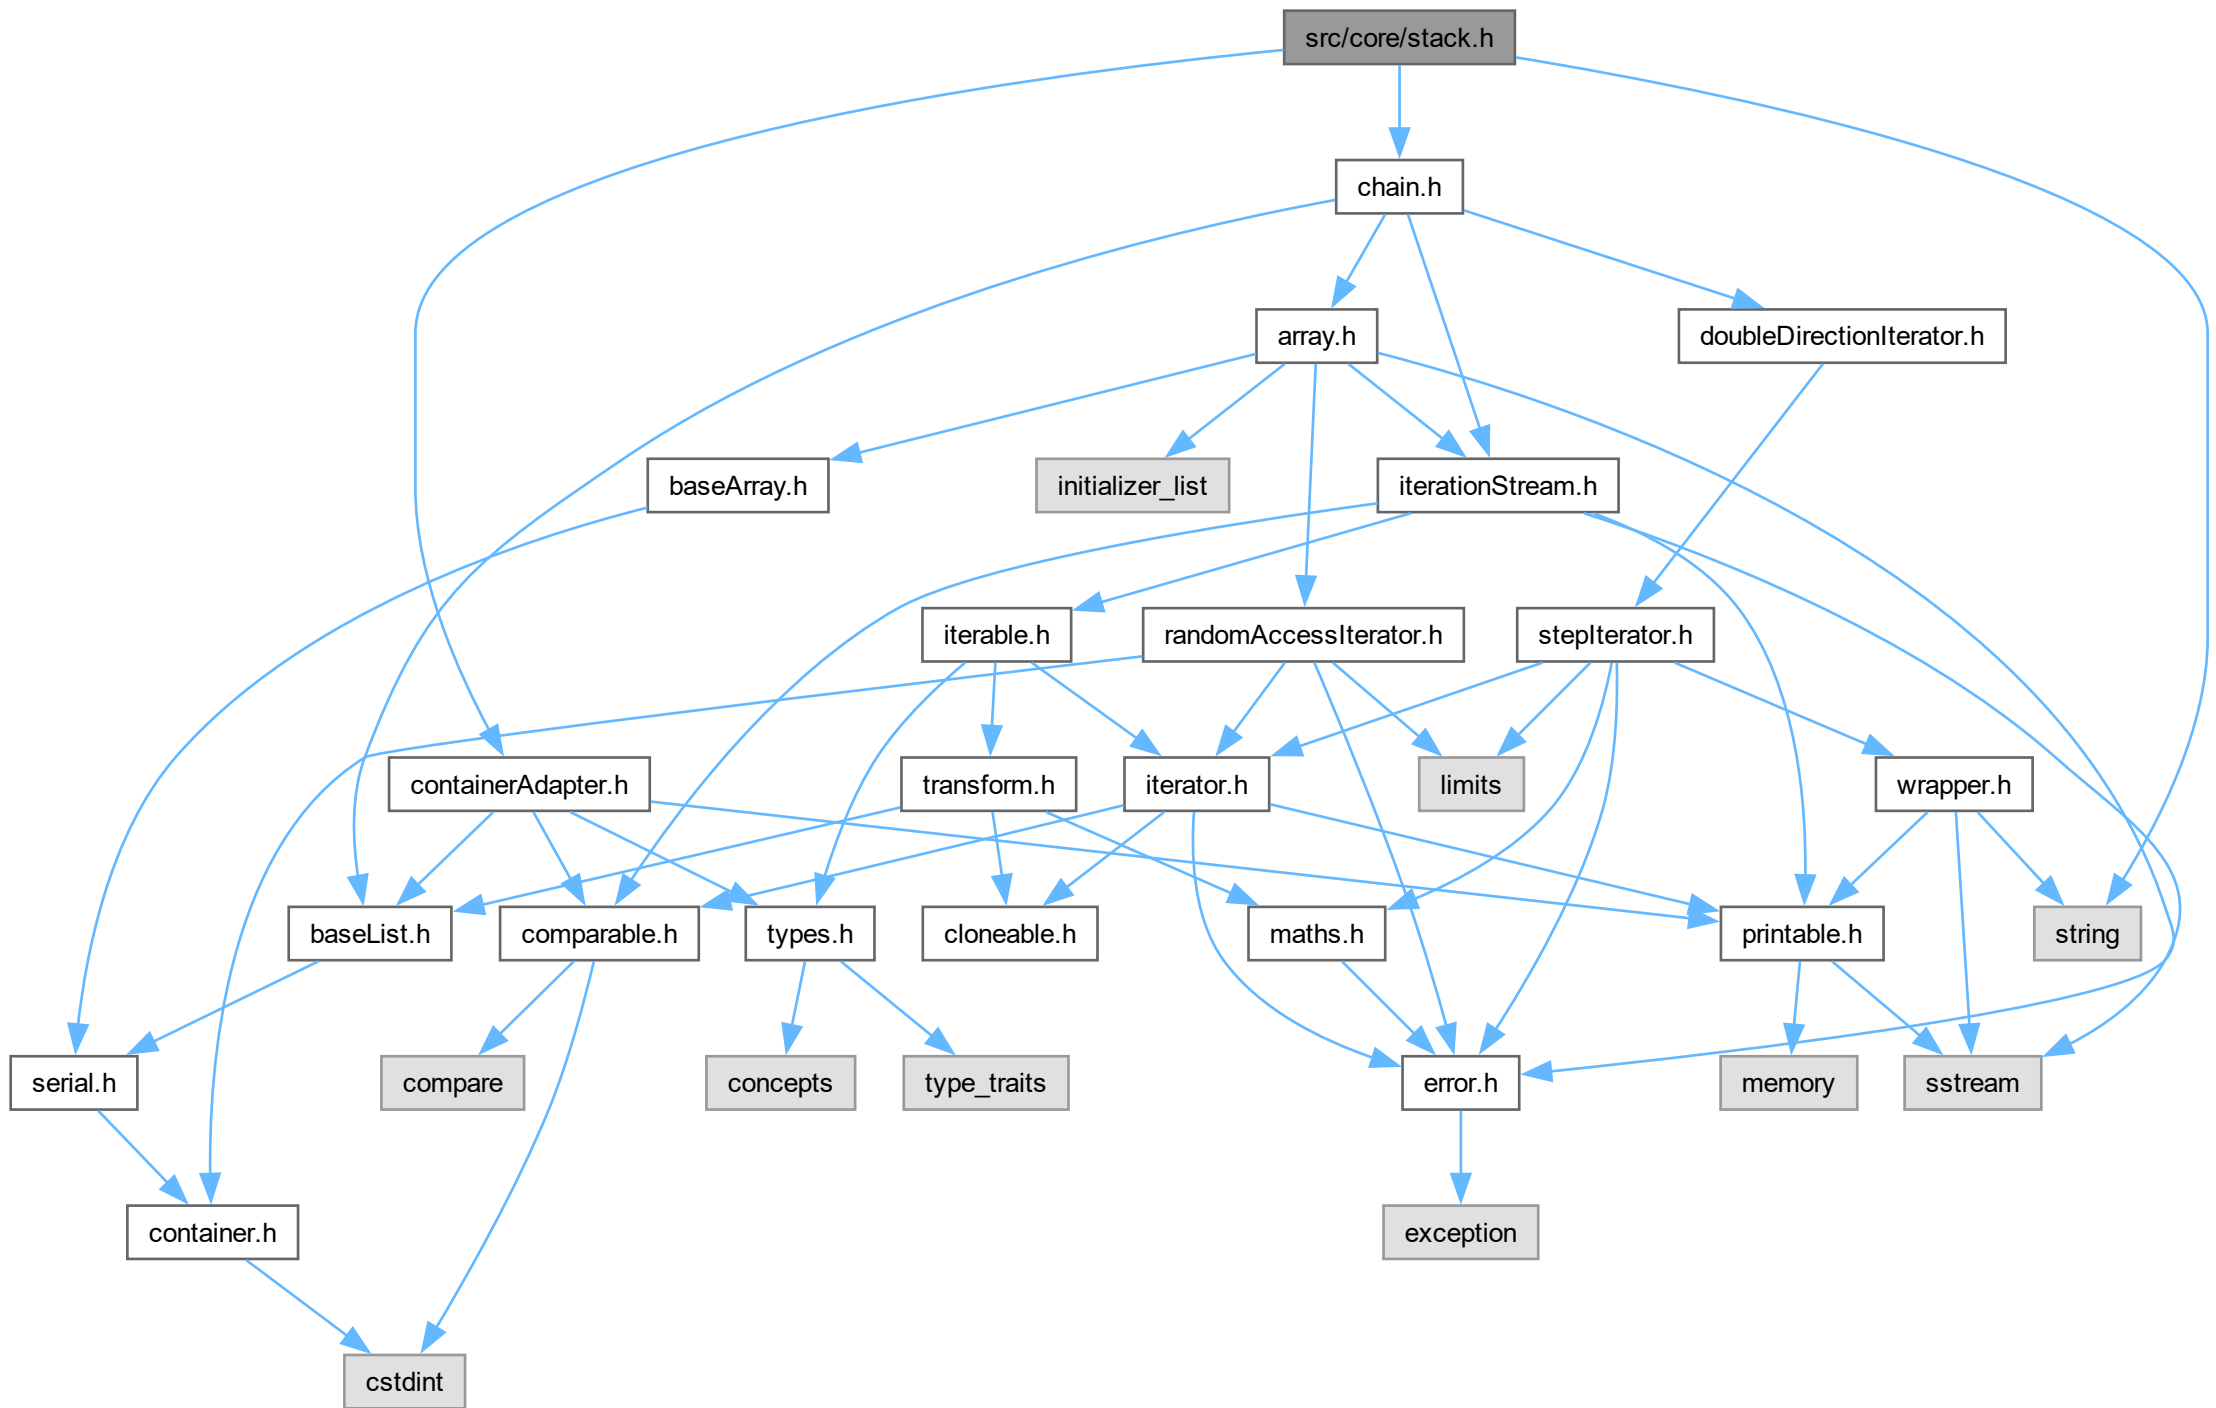 src/core/stack.h
chain.h
array.h
doubleDirectionIterator.h
baseArray.h
initializer_list
iterationStream.h
iterable.h
randomAccessIterator.h
stepIterator.h
containerAdapter.h
transform.h
iterator.h
limits
wrapper.h
baseList.h
comparable.h
types.h
cloneable.h
maths.h
printable.h
string
serial.h
compare
concepts
type_traits
error.h
memory
sstream
container.h
exception
cstdint